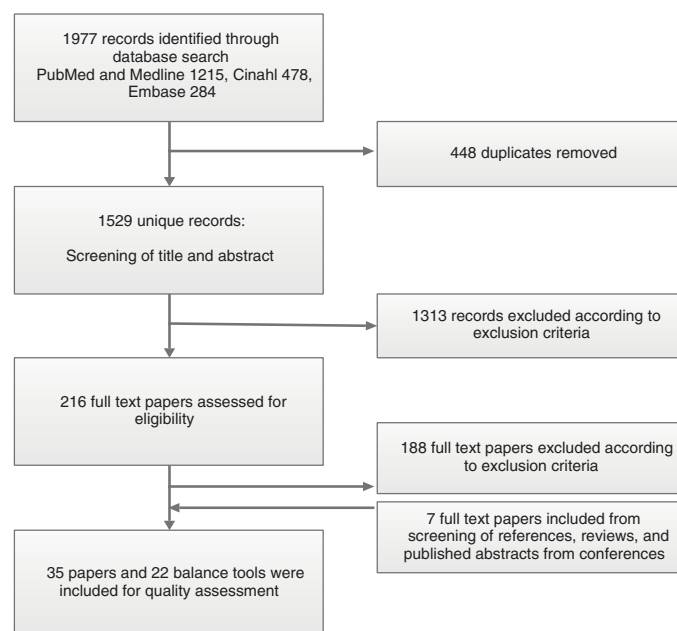 1977 records identified through
database search
PubMed and Medline 1215, Cinahl 478,
Embase 284
448 duplicates removed
1529 unique records:
Screening of title and abstract
1313 records excluded according to
exclusion criteria
216 full text papers assessed for
eligibility
188 full text papers excluded according
to exclusion criteria
7 full text papers included from
screening of references, reviews, and
published abstracts from conferences
35 papers and 22 balance tools were
included for quality assessment